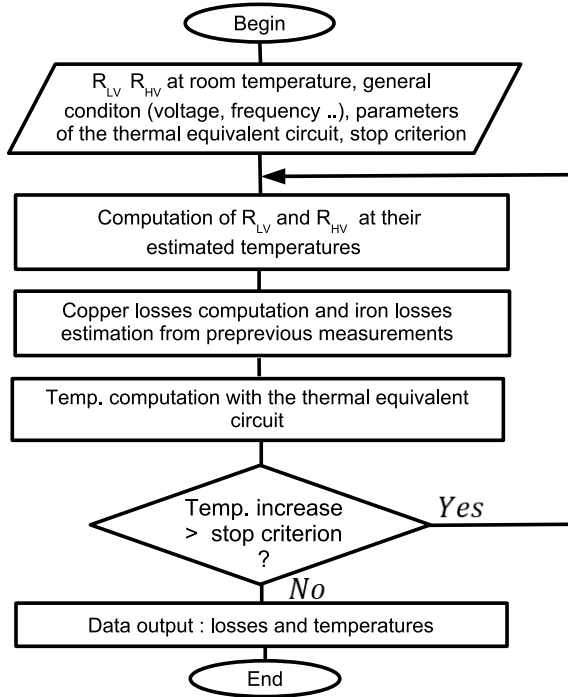 Begin
R_LV R_HV at room temperature, general
conditon (voltage, frequency ..), parameters
of the thermal equivalent circuit, stop criterion
Computation of R_LV and R_HV at their
estimated temperatures
Copper losses computation and iron losses
estimation from preprevious measurements
Temp. computation with the thermal equivalent
circuit
Temp. increase
> stop criterion
?
Yes
No
Data output : losses and temperatures
End